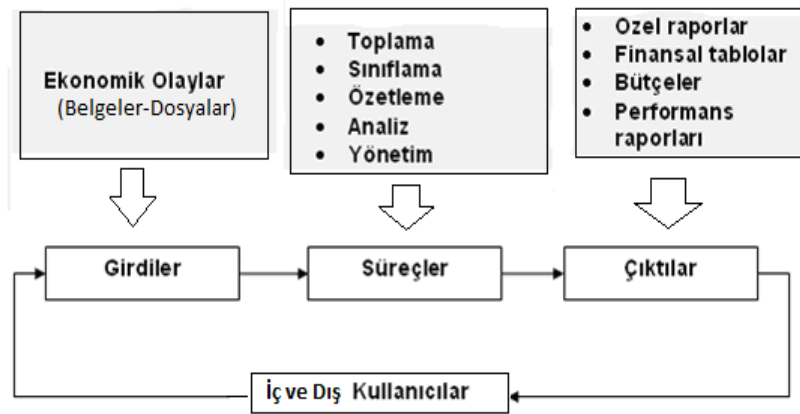 Ekonomik Olaylar
(Belgeler-Dosyalar)
• Toplama
• Sınıflama
• Özetleme
• Analiz
• Yönetim
• Ozel raporlar
• Finansal tablolar
• Bütçeler
• Performans
raporları
Girdiler
Süreçler
Çıktılar
İç ve Dış Kullanıcılar